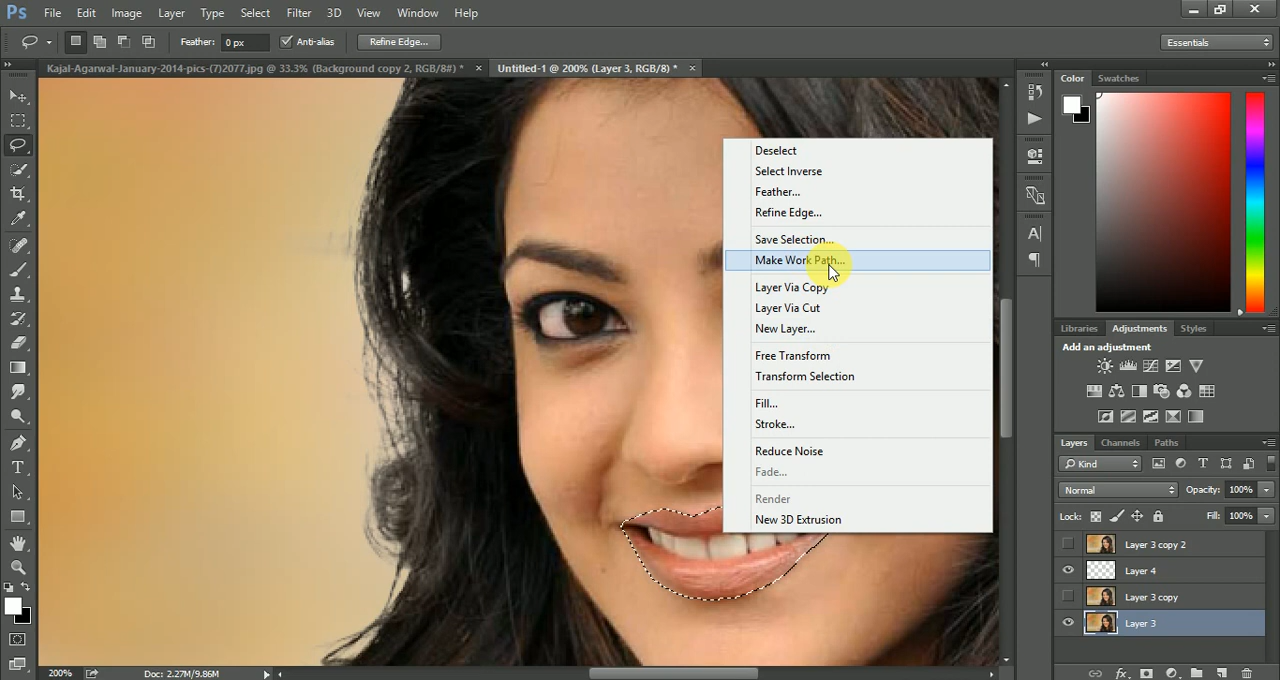 Ps File Edit Image Layer Type Select Filter 3D View Window Help
Feather: 0 px Anti-alias Refine Edge... Essentials
Kajal-Agarwal-January-2014-pics-(7)2077.jpg @ 33.3% (Background copy 2, RGB/8#) * × Untitled-1 @ 200% (Layer 3, RGB/8) * ×
Color Swatches
Deselect
Select Inverse
Feather...
Refine Edge...
Save Selection...
Make Work Path...
Layer Via Copy
Layer Via Cut
New Layer...
Free Transform
Transform Selection
Fill...
Stroke...
Reduce Noise
Fade...
Render
New 3D Extrusion
Libraries Adjustments Styles
Add an adjustment
Layers Channels Paths
Kind
Normal Opacity: 100%
Lock: Fill: 100%
Layer 3 copy 2
Layer 4
Layer 3 copy
Layer 3
200% Doc: 2.27M/9.86M